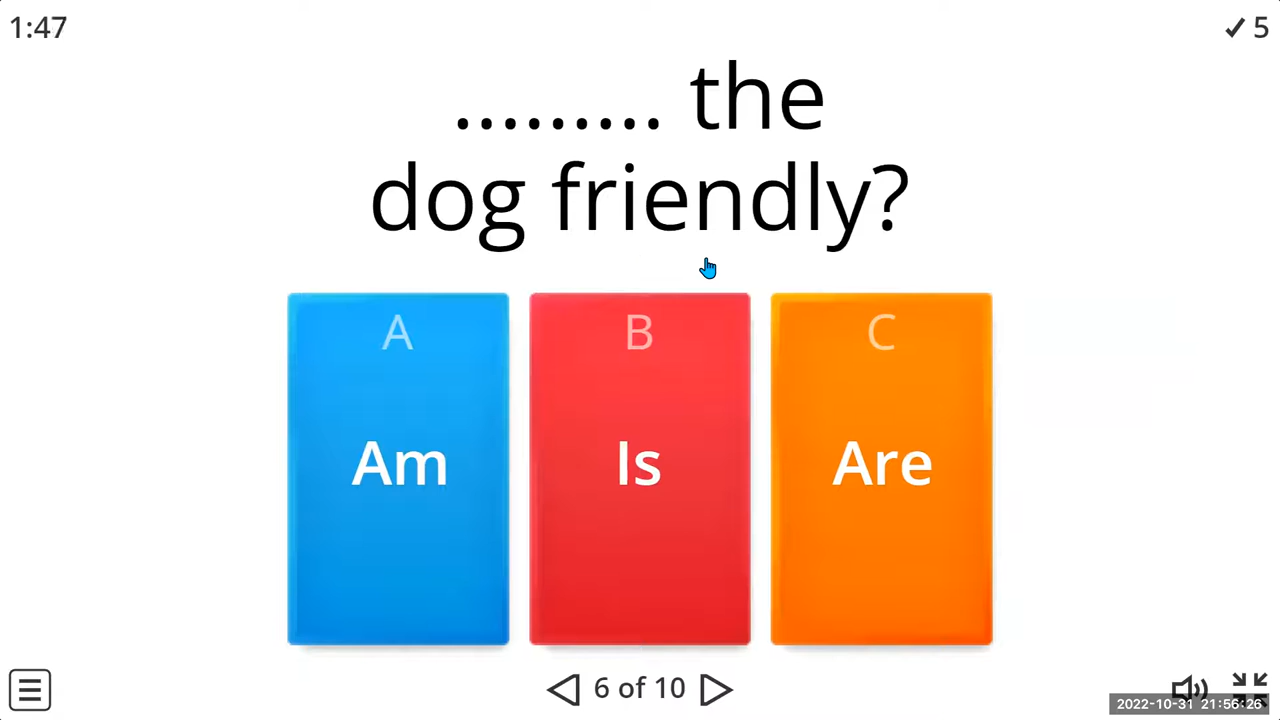 1:47
✓ 5
......... the
dog friendly?
A
B
C
Am
Is
Are
6 of 10
2022-10-31 21:56:26